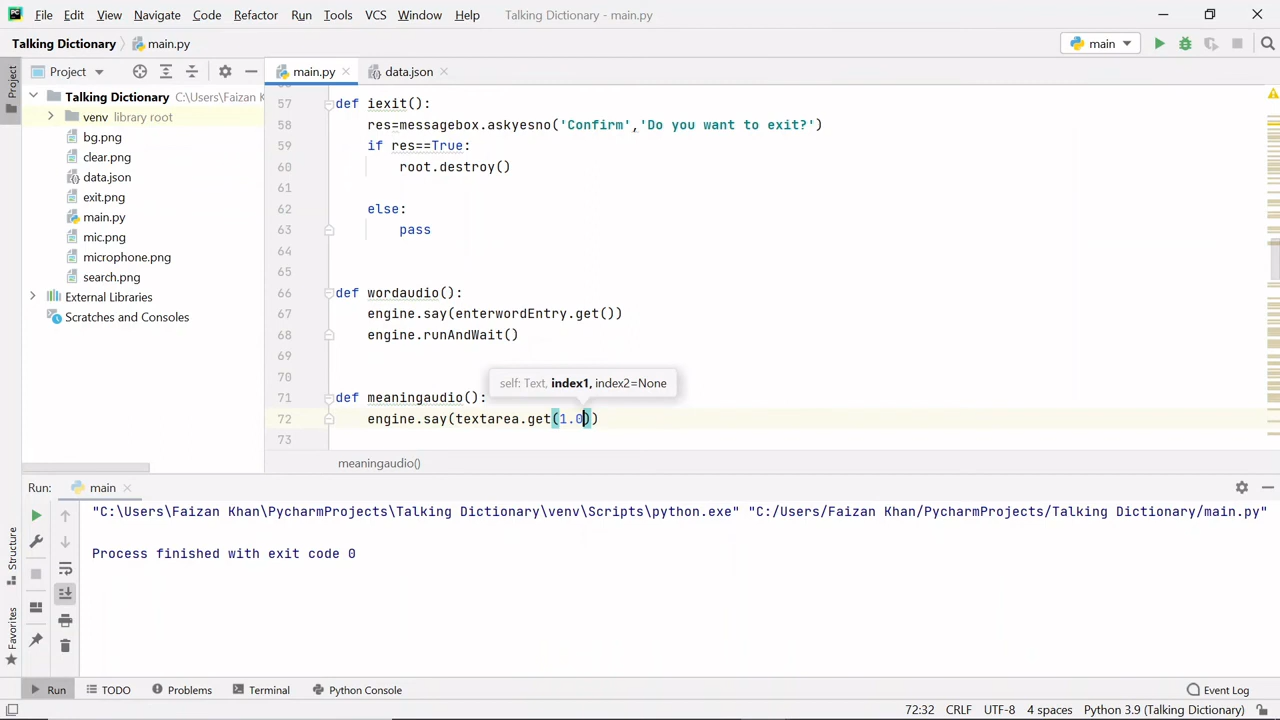 File Edit View Navigate Code Refactor Run Tools VCS Window Help Talking Dictionary - main.py
Talking Dictionary main.py main
Project Project main.py data.json
Talking Dictionary C:\Users\Faizan K
venv library root
bg.png
clear.png
data.json
exit.png
main.py
mic.png
microphone.png
search.png
External Libraries
Scratches and Consoles
57 def iexit():
58 res=messagebox.askyesno('Confirm','Do you want to exit?')
59 if res==True:
60 root.destroy()
61
62 else:
63 pass
64
65
66 def wordaudio():
67 engine.say(enterwordEntry.get())
68 engine.runAndWait()
69
70
self: Text, index1, index2=None
71 def meaningaudio():
72 engine.say(textarea.get(1.0))
73
meaningaudio()
Run: main
"C:\Users\Faizan Khan\PycharmProjects\Talking Dictionary\venv\Scripts\python.exe" "C:/Users/Faizan Khan/PycharmProjects/Talking Dictionary/main.py"
Process finished with exit code 0
Structure
Favorites
Run TODO Problems Terminal Python Console Event Log
72:32 CRLF UTF-8 4 spaces Python 3.9 (Talking Dictionary)